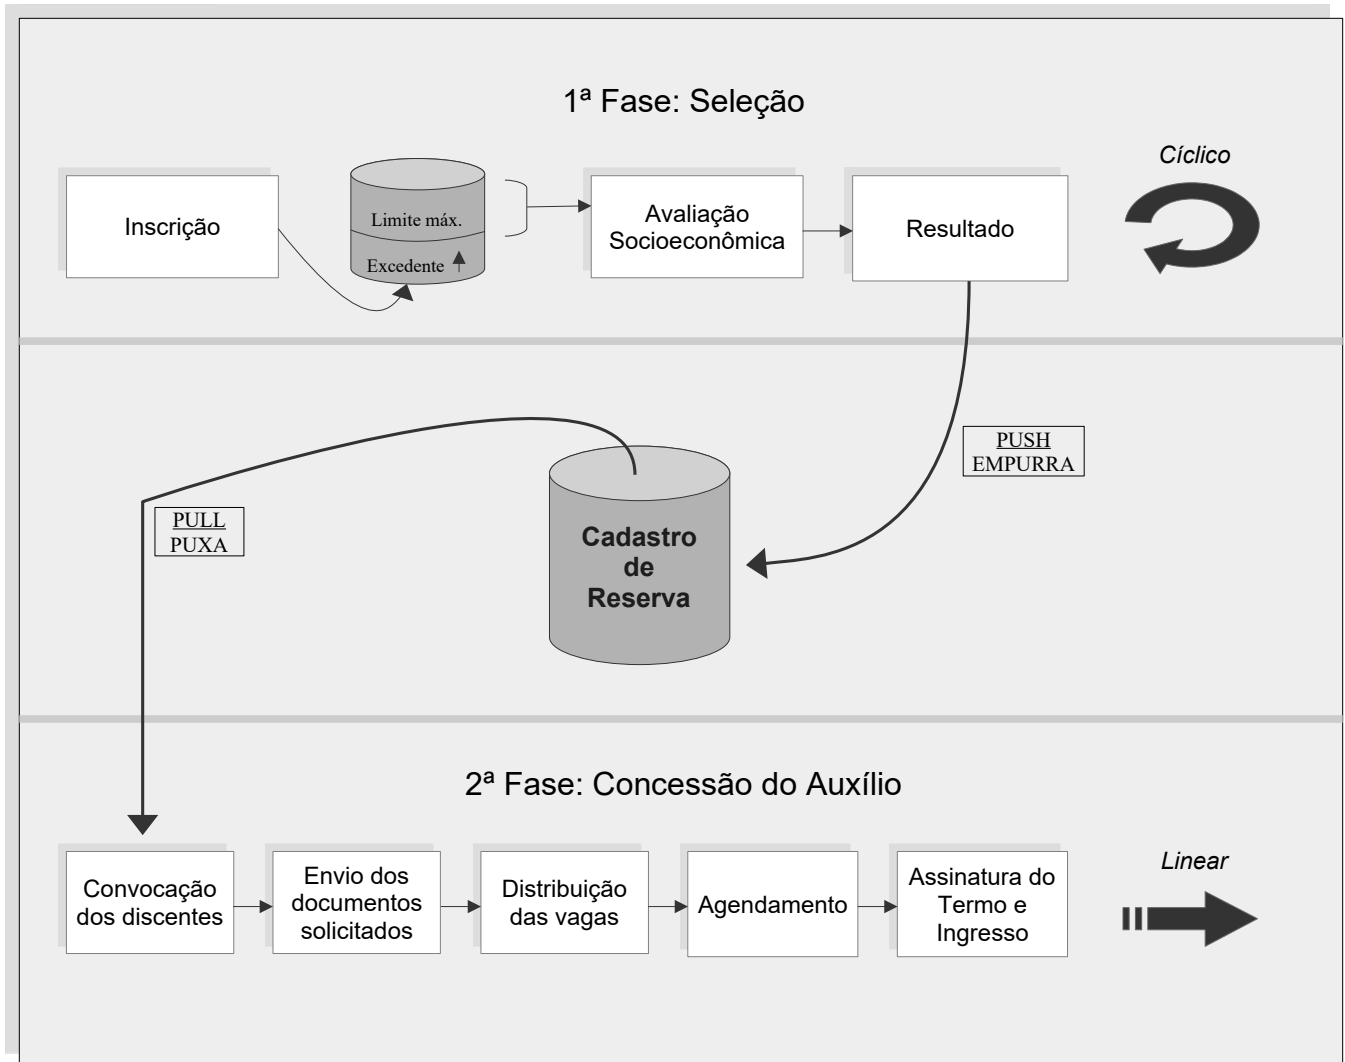 1ª Fase: Seleção
Cíclico
Inscrição
Limite máx.
Excedente
Avaliação
Socioeconômica
Resultado
PUSH
EMPURRA
PULL
PUXA
Cadastro
de
Reserva
2ª Fase: Concessão do Auxílio
Convocação
dos discentes
Envio dos
documentos
solicitados
Distribuição
das vagas
Agendamento
Assinatura do
Termo e
Ingresso
Linear